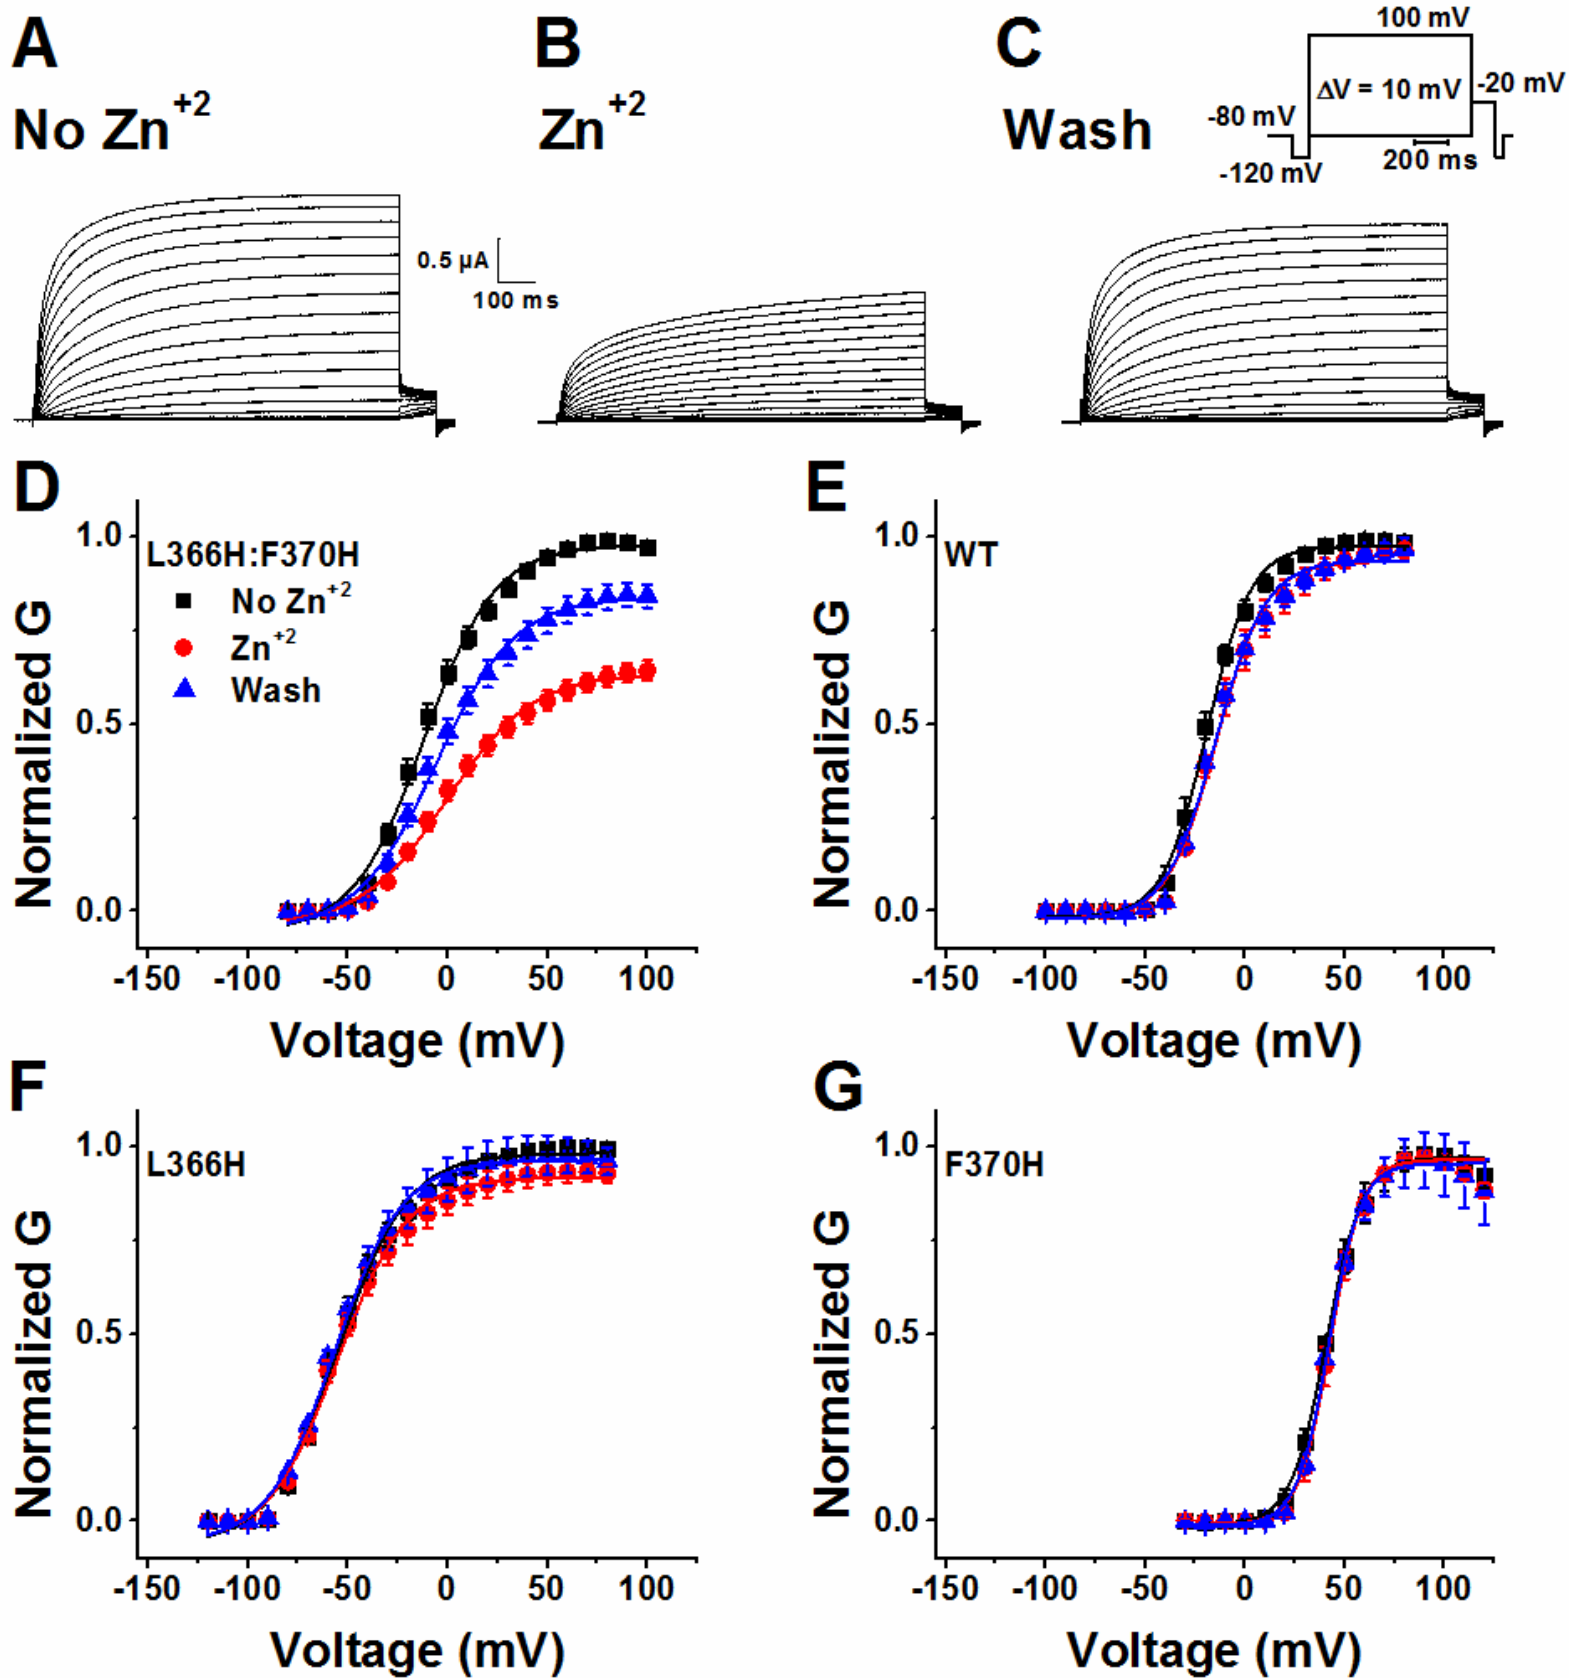 A
B
C
No Zn+2
Zn+2
Wash
100 mV
ΔV = 10 mV
-20 mV
-80 mV
-120 mV
200 ms
0.5 μA
100 ms
D
L366H:F370H
No Zn+2
Zn+2
Wash
Normalized G
1.0
0.5
0.0
-150 -100 -50 0 50 100
Voltage (mV)
E
WT
Normalized G
1.0
0.5
0.0
-150 -100 -50 0 50 100
Voltage (mV)
F
L366H
Normalized G
1.0
0.5
0.0
-150 -100 -50 0 50 100
Voltage (mV)
G
F370H
Normalized G
1.0
0.5
0.0
-150 -100 -50 0 50 100
Voltage (mV)